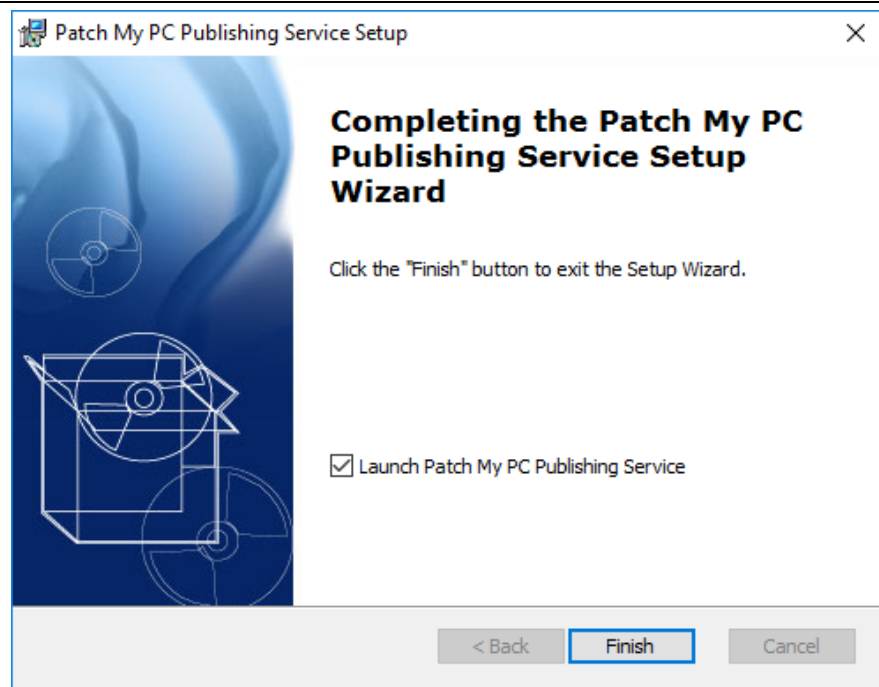 Patch My PC Publishing Service Setup
Completing the Patch My PC
Publishing Service Setup
Wizard
Click the "Finish" button to exit the Setup Wizard.
Launch Patch My PC Publishing Service
< Back
Finish
Cancel